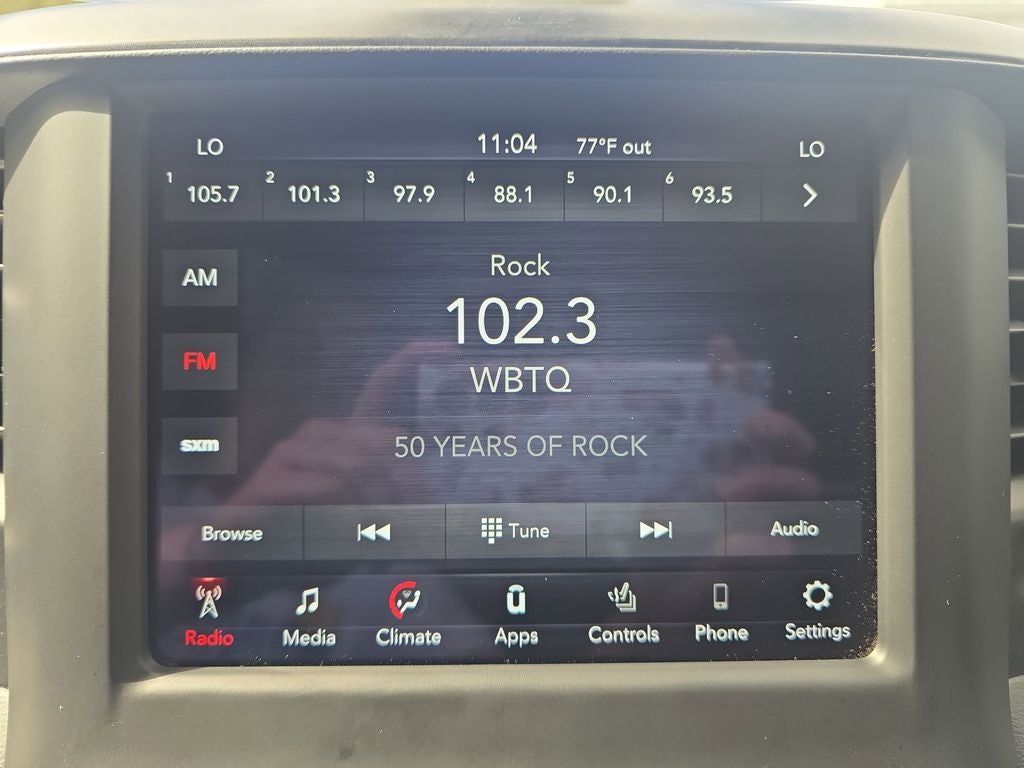 LO 11:04 77°F out LO
1 105.7 2 101.3 3 97.9 4 88.1 5 90.1 6 93.5
AM
Rock
102.3
FM
WBTQ
sxm
50 YEARS OF ROCK
Browse Tune Audio
Radio Media Climate Apps Controls Phone Settings